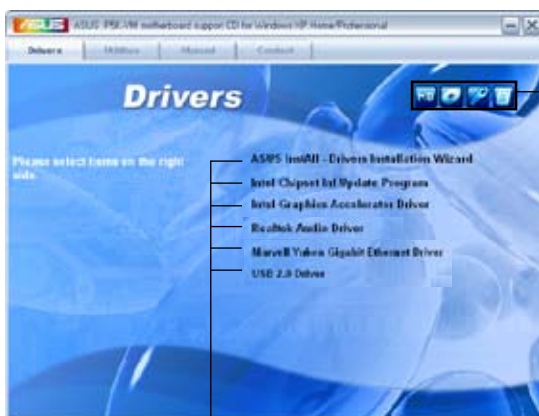 ASUS
ASUS P5K-VM motherboard support CD for Windows XP Home/Professional
Drivers Utilities Manual Contact
Drivers
Please select items on the right side.
ASUS InstAll - Drivers Installation Wizard
Intel Chipset Inf Update Program
Intel Graphics Accelerator Driver
Realtek Audio Driver
Marvell Yukon Gigabit Ethernet Driver
USB 2.0 Driver